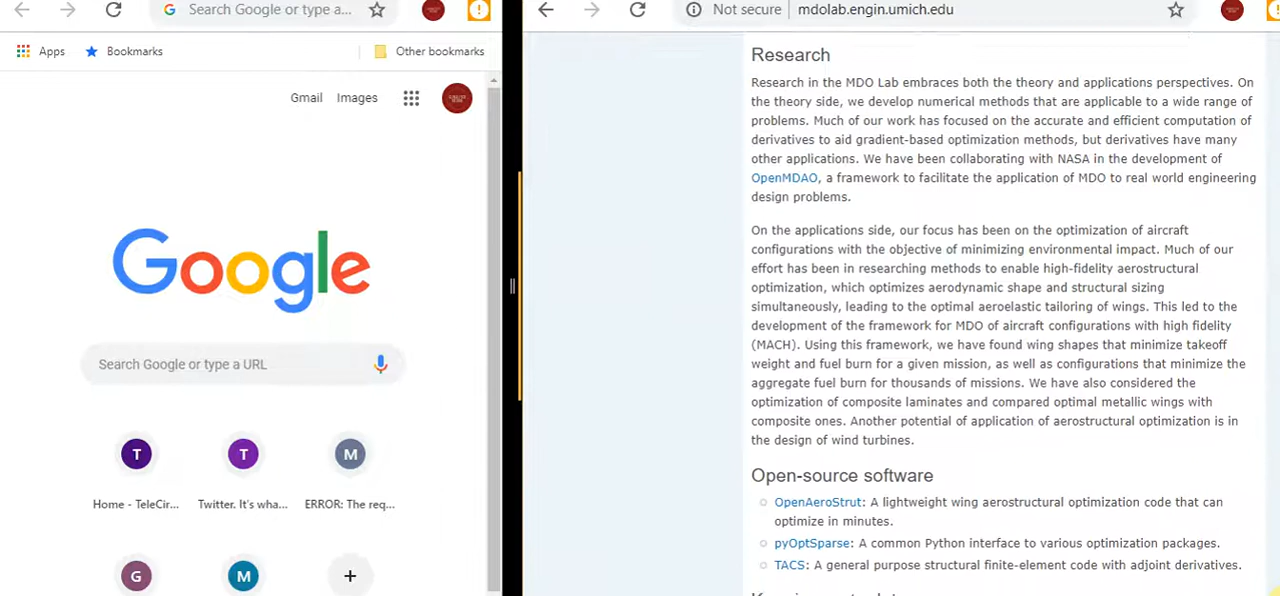 Search Google or type a...
Apps
Bookmarks
Other bookmarks
Gmail
Images
Google
Search Google or type a URL
T
T
M
Home - TeleCir...
Twitter. It's wha...
ERROR: The req...
G
M
Not secure
mdolab.engin.umich.edu
Research
Research in the MDO Lab embraces both the theory and applications perspectives. On
the theory side, we develop numerical methods that are applicable to a wide range of
problems. Much of our work has focused on the accurate and efficient computation of
derivatives to aid gradient-based optimization methods, but derivatives have many
other applications. We have been collaborating with NASA in the development of
OpenMDAO, a framework to facilitate the application of MDO to real world engineering
design problems.
On the applications side, our focus has been on the optimization of aircraft
configurations with the objective of minimizing environmental impact. Much of our
effort has been in researching methods to enable high-fidelity aerostructural
optimization, which optimizes aerodynamic shape and structural sizing
simultaneously, leading to the optimal aeroelastic tailoring of wings. This led to the
development of the framework for MDO of aircraft configurations with high fidelity
(MACH). Using this framework, we have found wing shapes that minimize takeoff
weight and fuel burn for a given mission, as well as configurations that minimize the
aggregate fuel burn for thousands of missions. We have also considered the
optimization of composite laminates and compared optimal metallic wings with
composite ones. Another potential of application of aerostructural optimization is in
the design of wind turbines.
Open-source software
OpenAeroStrut: A lightweight wing aerostructural optimization code that can
optimize in minutes.
pyOptSparse: A common Python interface to various optimization packages.
TACS: A general purpose structural finite-element code with adjoint derivatives.